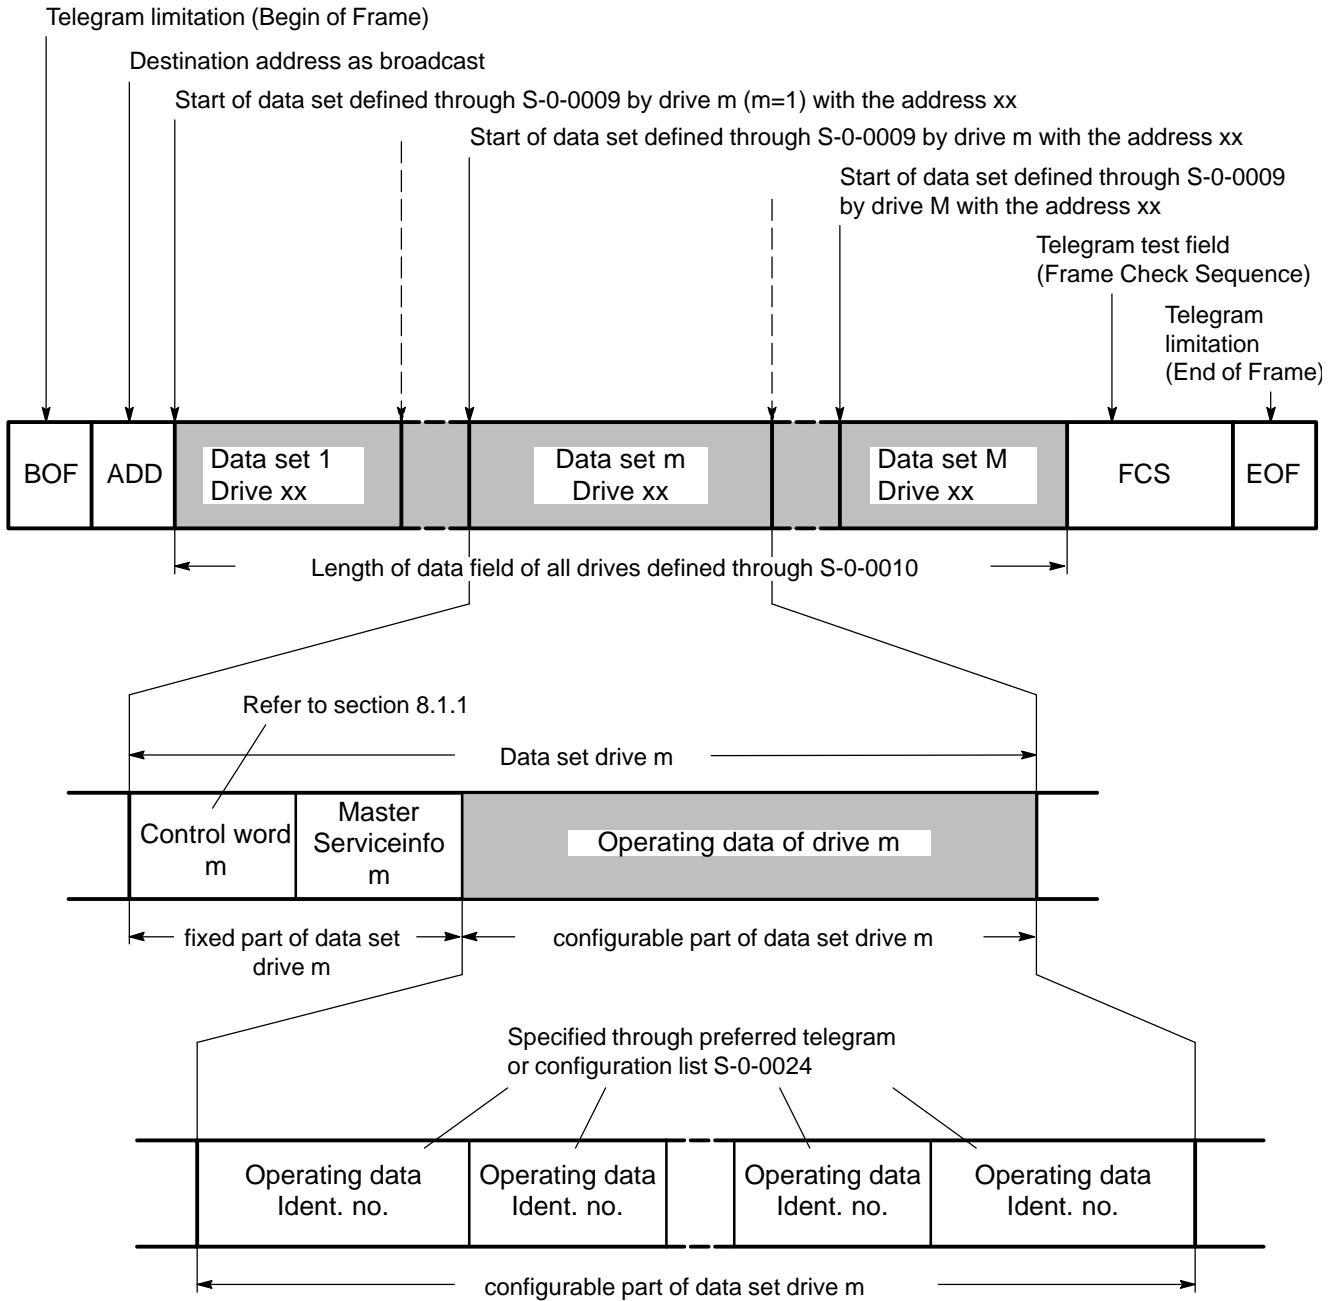 Telegram limitation (Begin of Frame)
Destination address as broadcast
Start of data set defined through S-0-0009 by drive m (m=1) with the address xx
Start of data set defined through S-0-0009 by drive m with the address xx
Start of data set defined through S-0-0009
by drive M with the address xx
Telegram test field
(Frame Check Sequence)
Telegram
limitation
(End of Frame)
BOF
ADD
Data set 1
Drive xx
Data set m
Drive xx
Data set M
Drive xx
FCS
EOF
Length of data field of all drives defined through S-0-0010
Refer to section 8.1.1
Data set drive m
Control word
m
Master
Serviceinfo
m
Operating data of drive m
fixed part of data set
drive m
configurable part of data set drive m
Specified through preferred telegram
or configuration list S-0-0024
Operating data
Ident. no.
Operating data
Ident. no.
Operating data
Ident. no.
Operating data
Ident. no.
configurable part of data set drive m